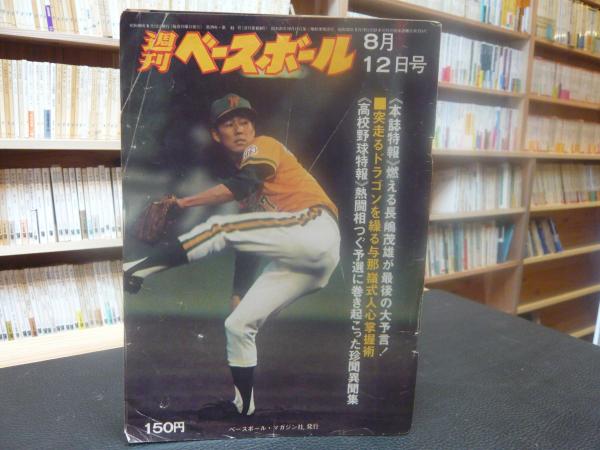 週刊ベースボール
8月
12日号
《本誌特報》燃える長嶋茂雄が最後の大予言!
■突走るドラゴンを繰る与那嶺式人心掌握術
《高校野球特報》熱闘相つぐ予選に巻き起こった珍聞異聞集
150円
ベースボール・マガジン社 発行